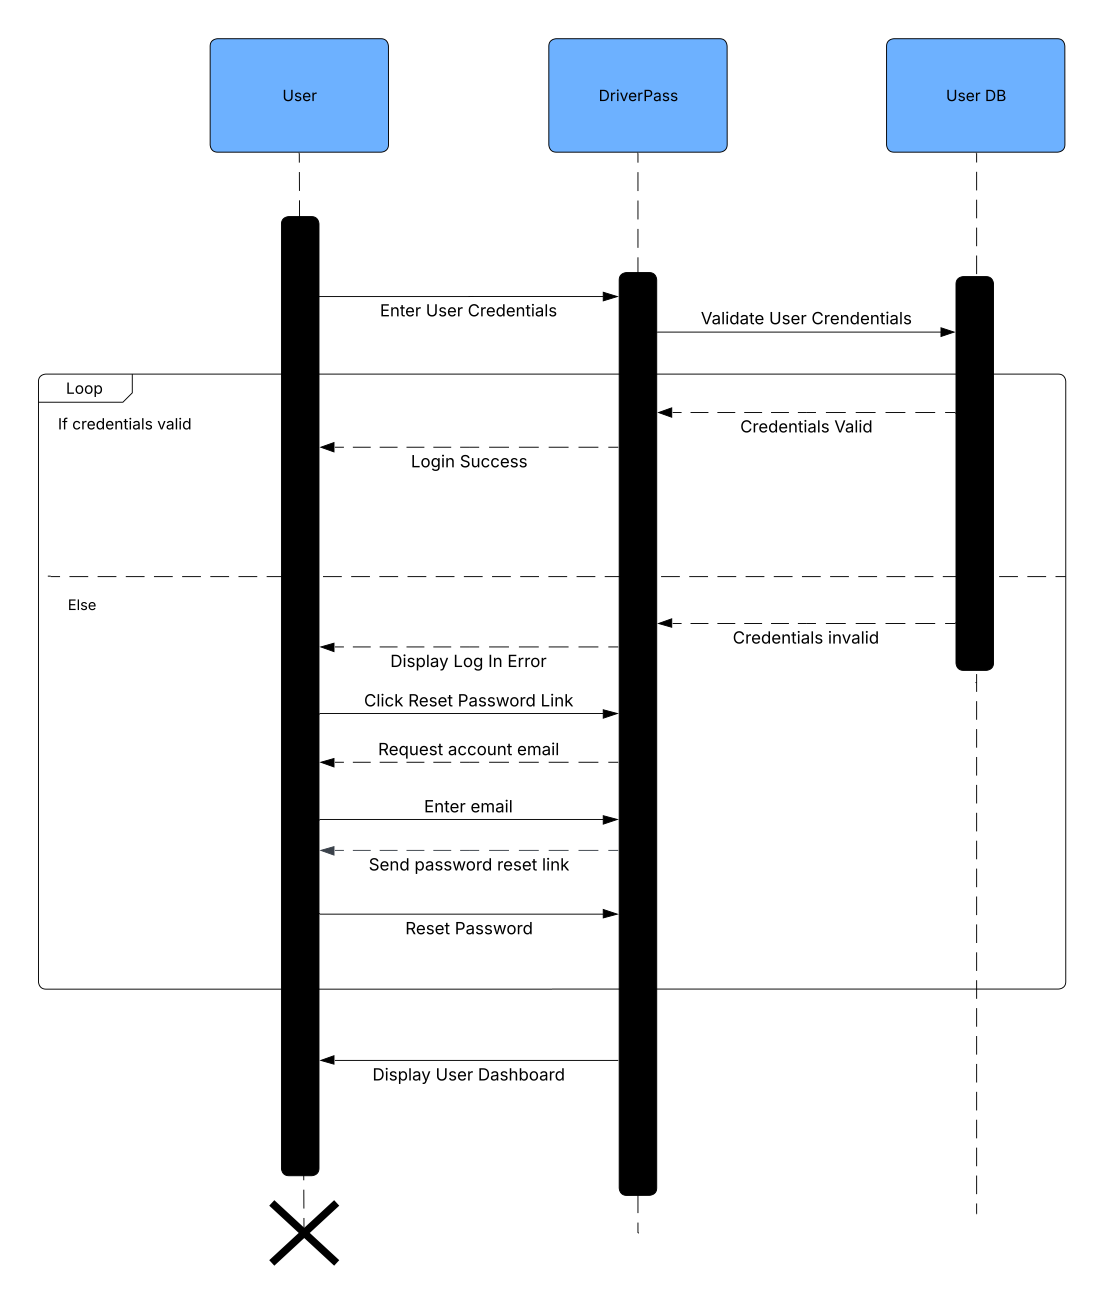 User
DriverPass
User DB
Enter User Credentials
Validate User Crendentials
Loop
If credentials valid
Credentials Valid
Login Success
Else
Credentials invalid
Display Log In Error
Click Reset Password Link
Request account email
Enter email
Send password reset link
Reset Password
Display User Dashboard